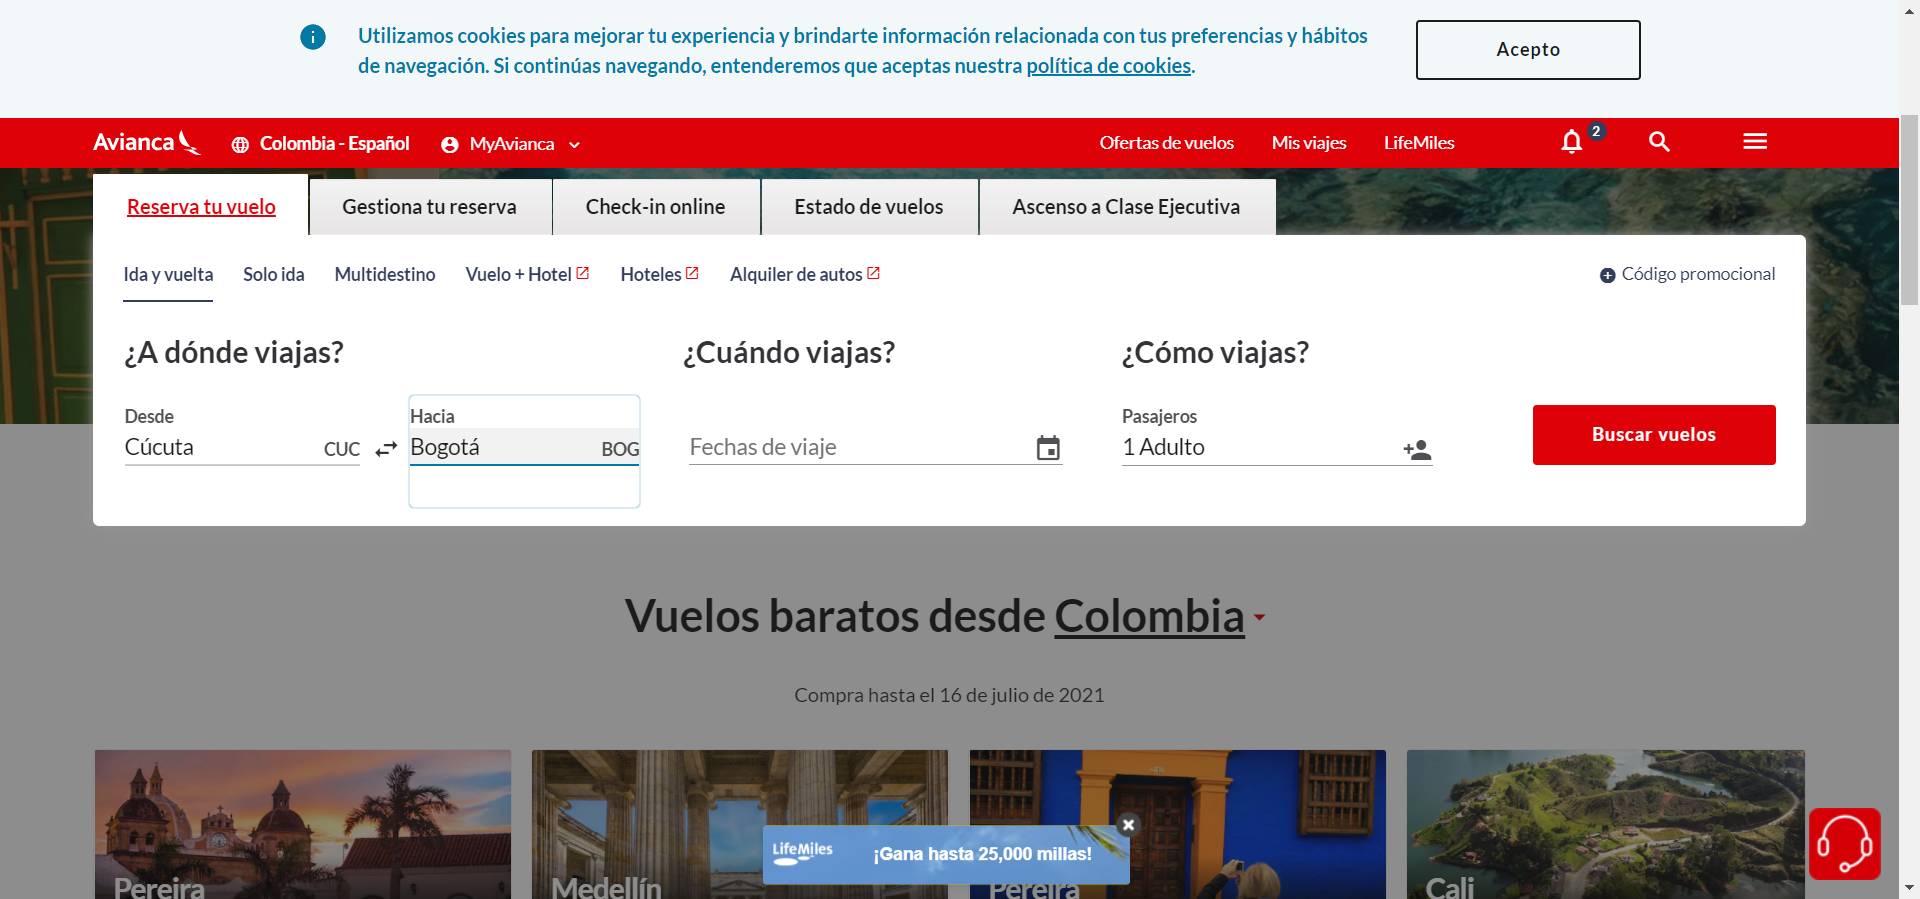 Utilizamos cookies para mejorar tu experiencia y brindarte información relacionada con tus preferencias y hábitos
de navegación. Si continúas navegando, entenderemos que aceptas nuestra política de cookies.
Acepto
Avianca
Colombia - Español
MyAvianca
Ofertas de vuelos
Mis viajes
LifeMiles
2
Reserva tu vuelo
Gestiona tu reserva
Check-in online
Estado de vuelos
Ascenso a Clase Ejecutiva
Ida y vuelta
Solo ida
Multidestino
Vuelo + Hotel
Hoteles
Alquiler de autos
Código promocional
¿A dónde viajas?
¿Cuándo viajas?
¿Cómo viajas?
Desde
Cúcuta
CUC
Hacia
Bogotá
BOG
Fechas de viaje
Pasajeros
1 Adulto
Buscar vuelos
Vuelos baratos desde Colombia
Compra hasta el 16 de julio de 2021
LifeMiles
¡Gana hasta 25,000 millas!
Pereira
Medellín
Pereira
Cali